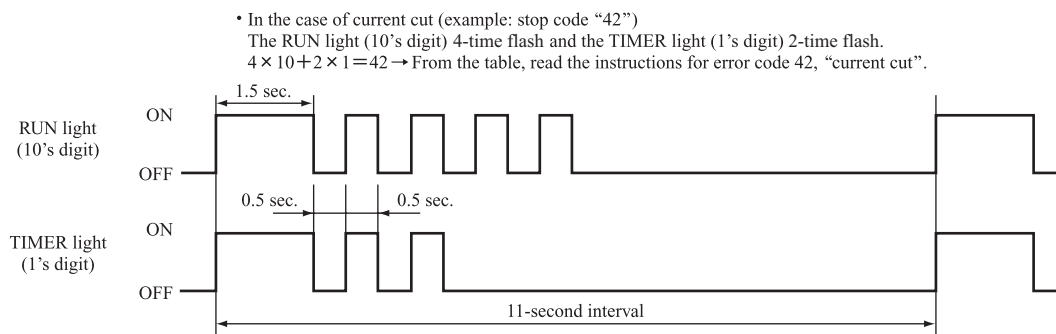 • In the case of current cut (example: stop code “42”)
The RUN light (10’s digit) 4-time flash and the TIMER light (1’s digit) 2-time flash.
4 × 10 + 2 × 1 = 42 → From the table, read the instructions for error code 42, “current cut”.
1.5 sec.
ON
RUN light
(10’s digit)
OFF
0.5 sec.
0.5 sec.
ON
TIMER light
(1’s digit)
OFF
11-second interval